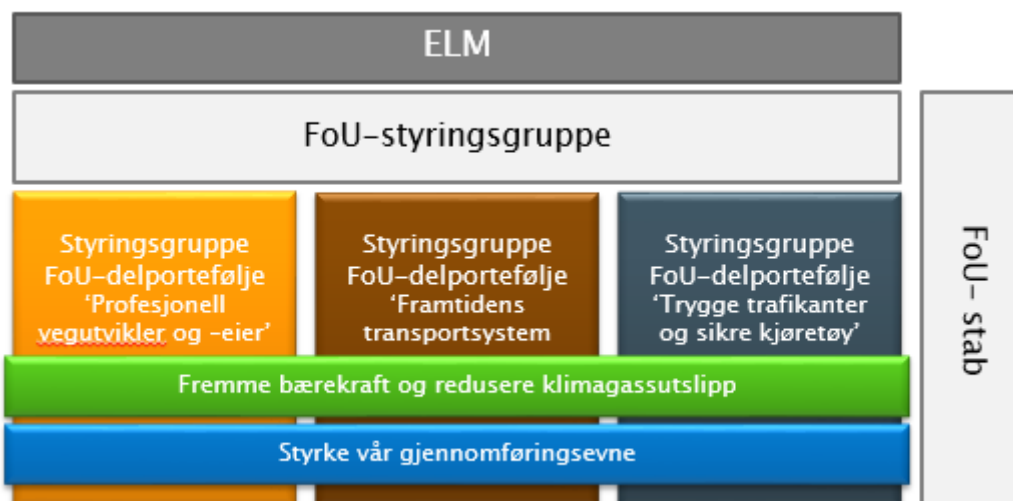 ELM
FoU-styringsgruppe
Styringsgruppe
FoU-delportefølje
‘Profesjonell
vegutvikler og -eier’
Styringsgruppe
FoU-delportefølje
‘Framtidens
transportsystem
Styringsgruppe
FoU-delportefølje
‘Trygge trafikanter
og sikre kjøretøy’
Fremme bærekraft og redusere klimagassutslipp
Styrke vår gjennomføringsevne
FoU- stab